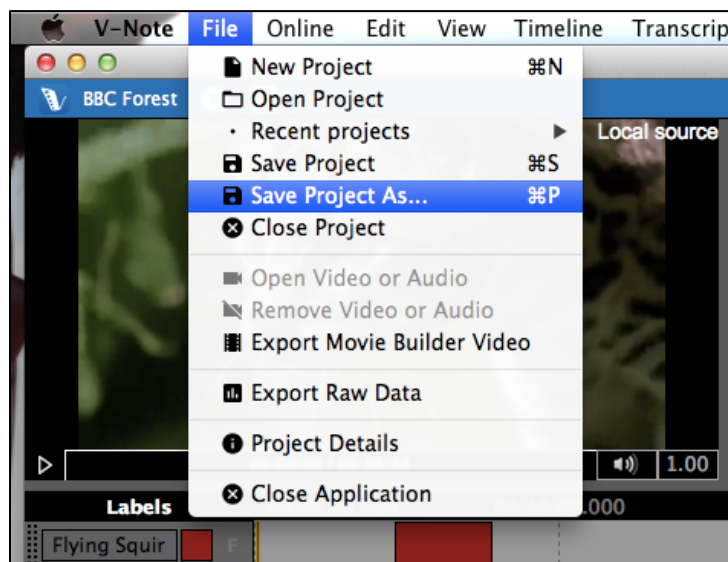 V-Note File Online Edit View Timeline Transcrip
BBC Forest
New Project ⌘N
Open Project
Recent projects
Local source
Save Project ⌘S
Save Project As... ⌘P
Close Project
Open Video or Audio
Remove Video or Audio
Export Movie Builder Video
Export Raw Data
Project Details
1.00
Close Application
Labels
.000
Flying Squir F